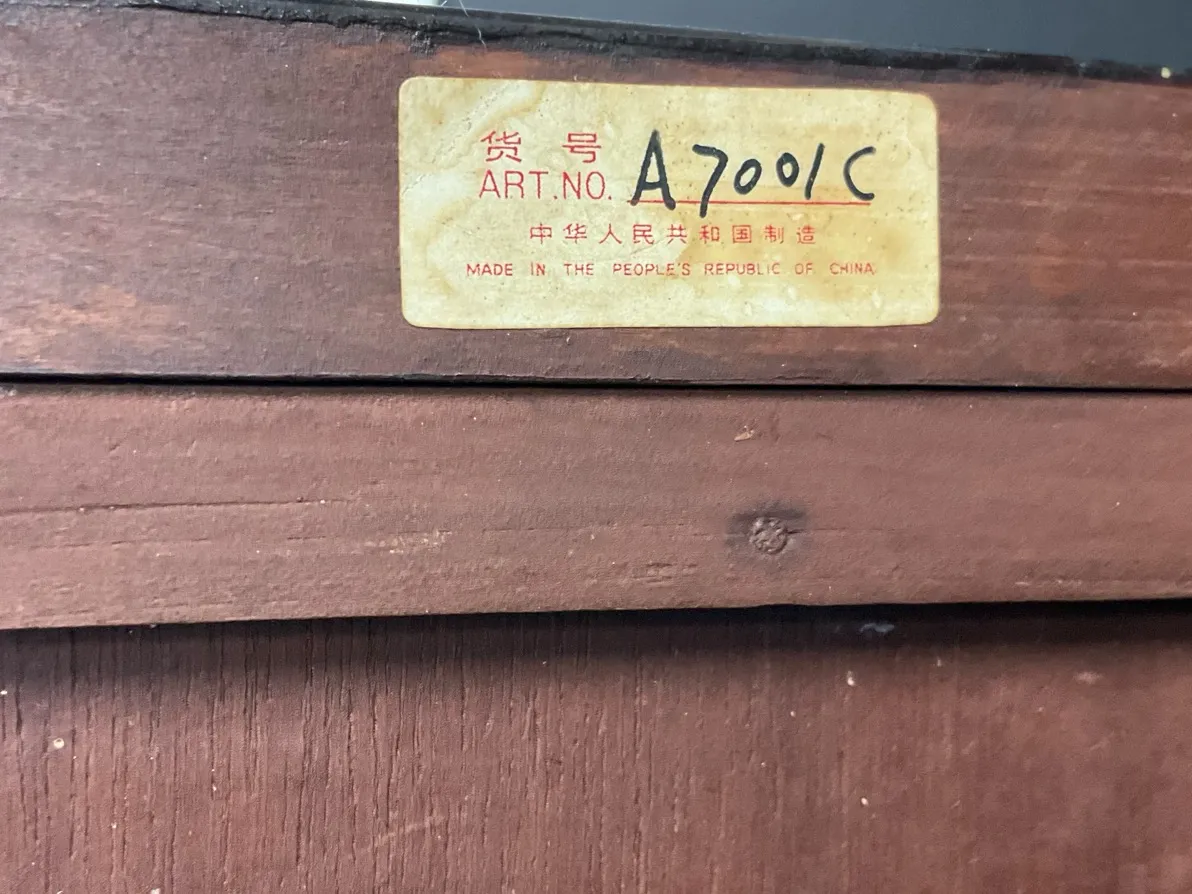 货号
ART.NO. A7001C
中华人民共和国制造
MADE IN THE PEOPLE'S REPUBLIC OF CHINA